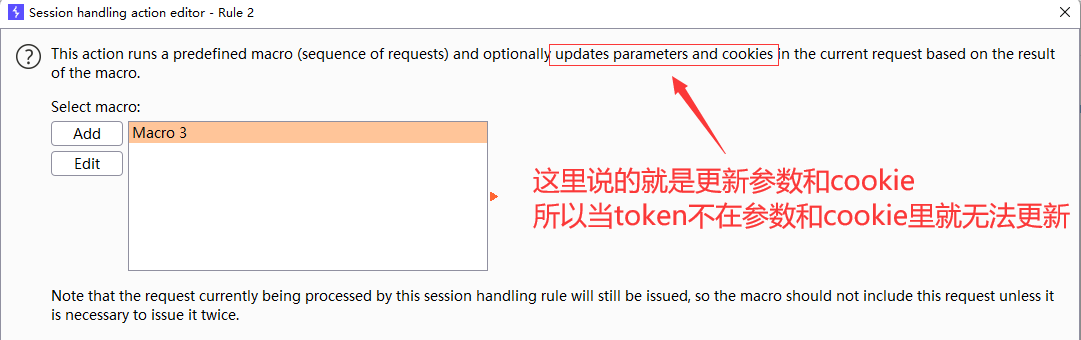 Session handling action editor - Rule 2
This action runs a predefined macro (sequence of requests) and optionally updates parameters and cookies in the current request based on the result
of the macro.
Select macro:
Add
Macro 3
Edit
这里说的就是更新参数和cookie
所以当token不在参数和cookie里就无法更新
Note that the request currently being processed by this session handling rule will still be issued, so the macro should not include this request unless it
is necessary to issue it twice.